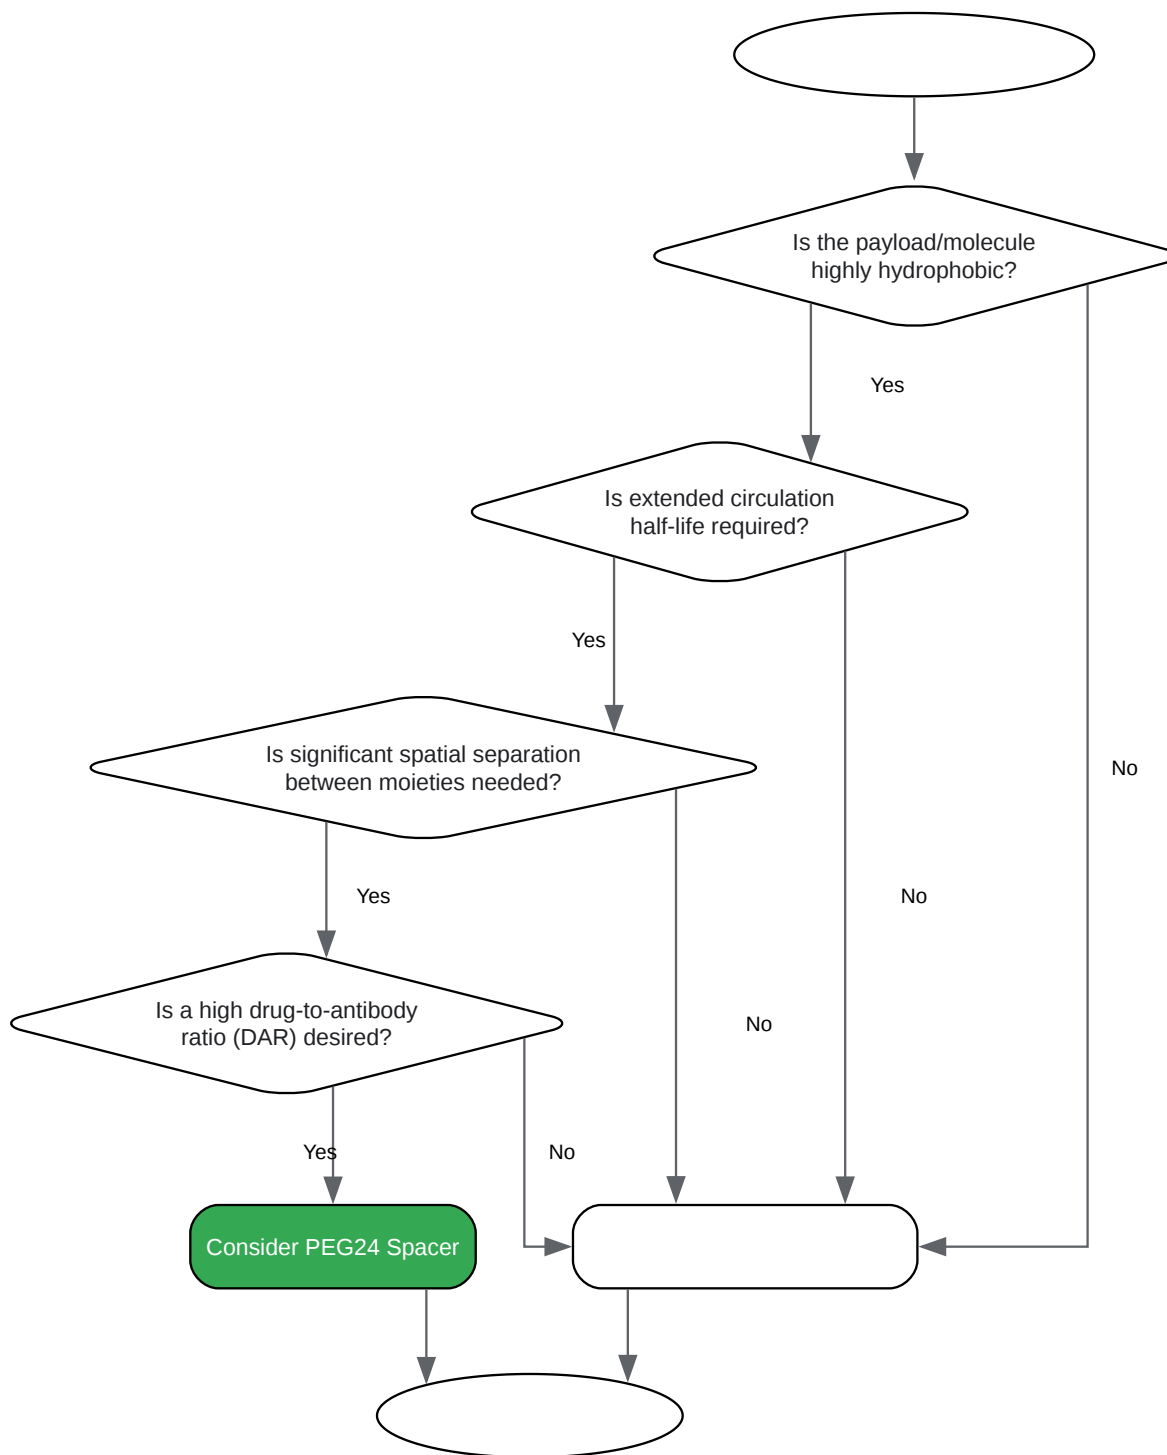 Is the payload/molecule
highly hydrophobic?
Yes
Is extended circulation
half-life required?
Yes
Is significant spatial separation
between moieties needed?
No
Yes
No
Is a high drug-to-antibody
ratio (DAR) desired?
No
Yes
No
Consider PEG24 Spacer